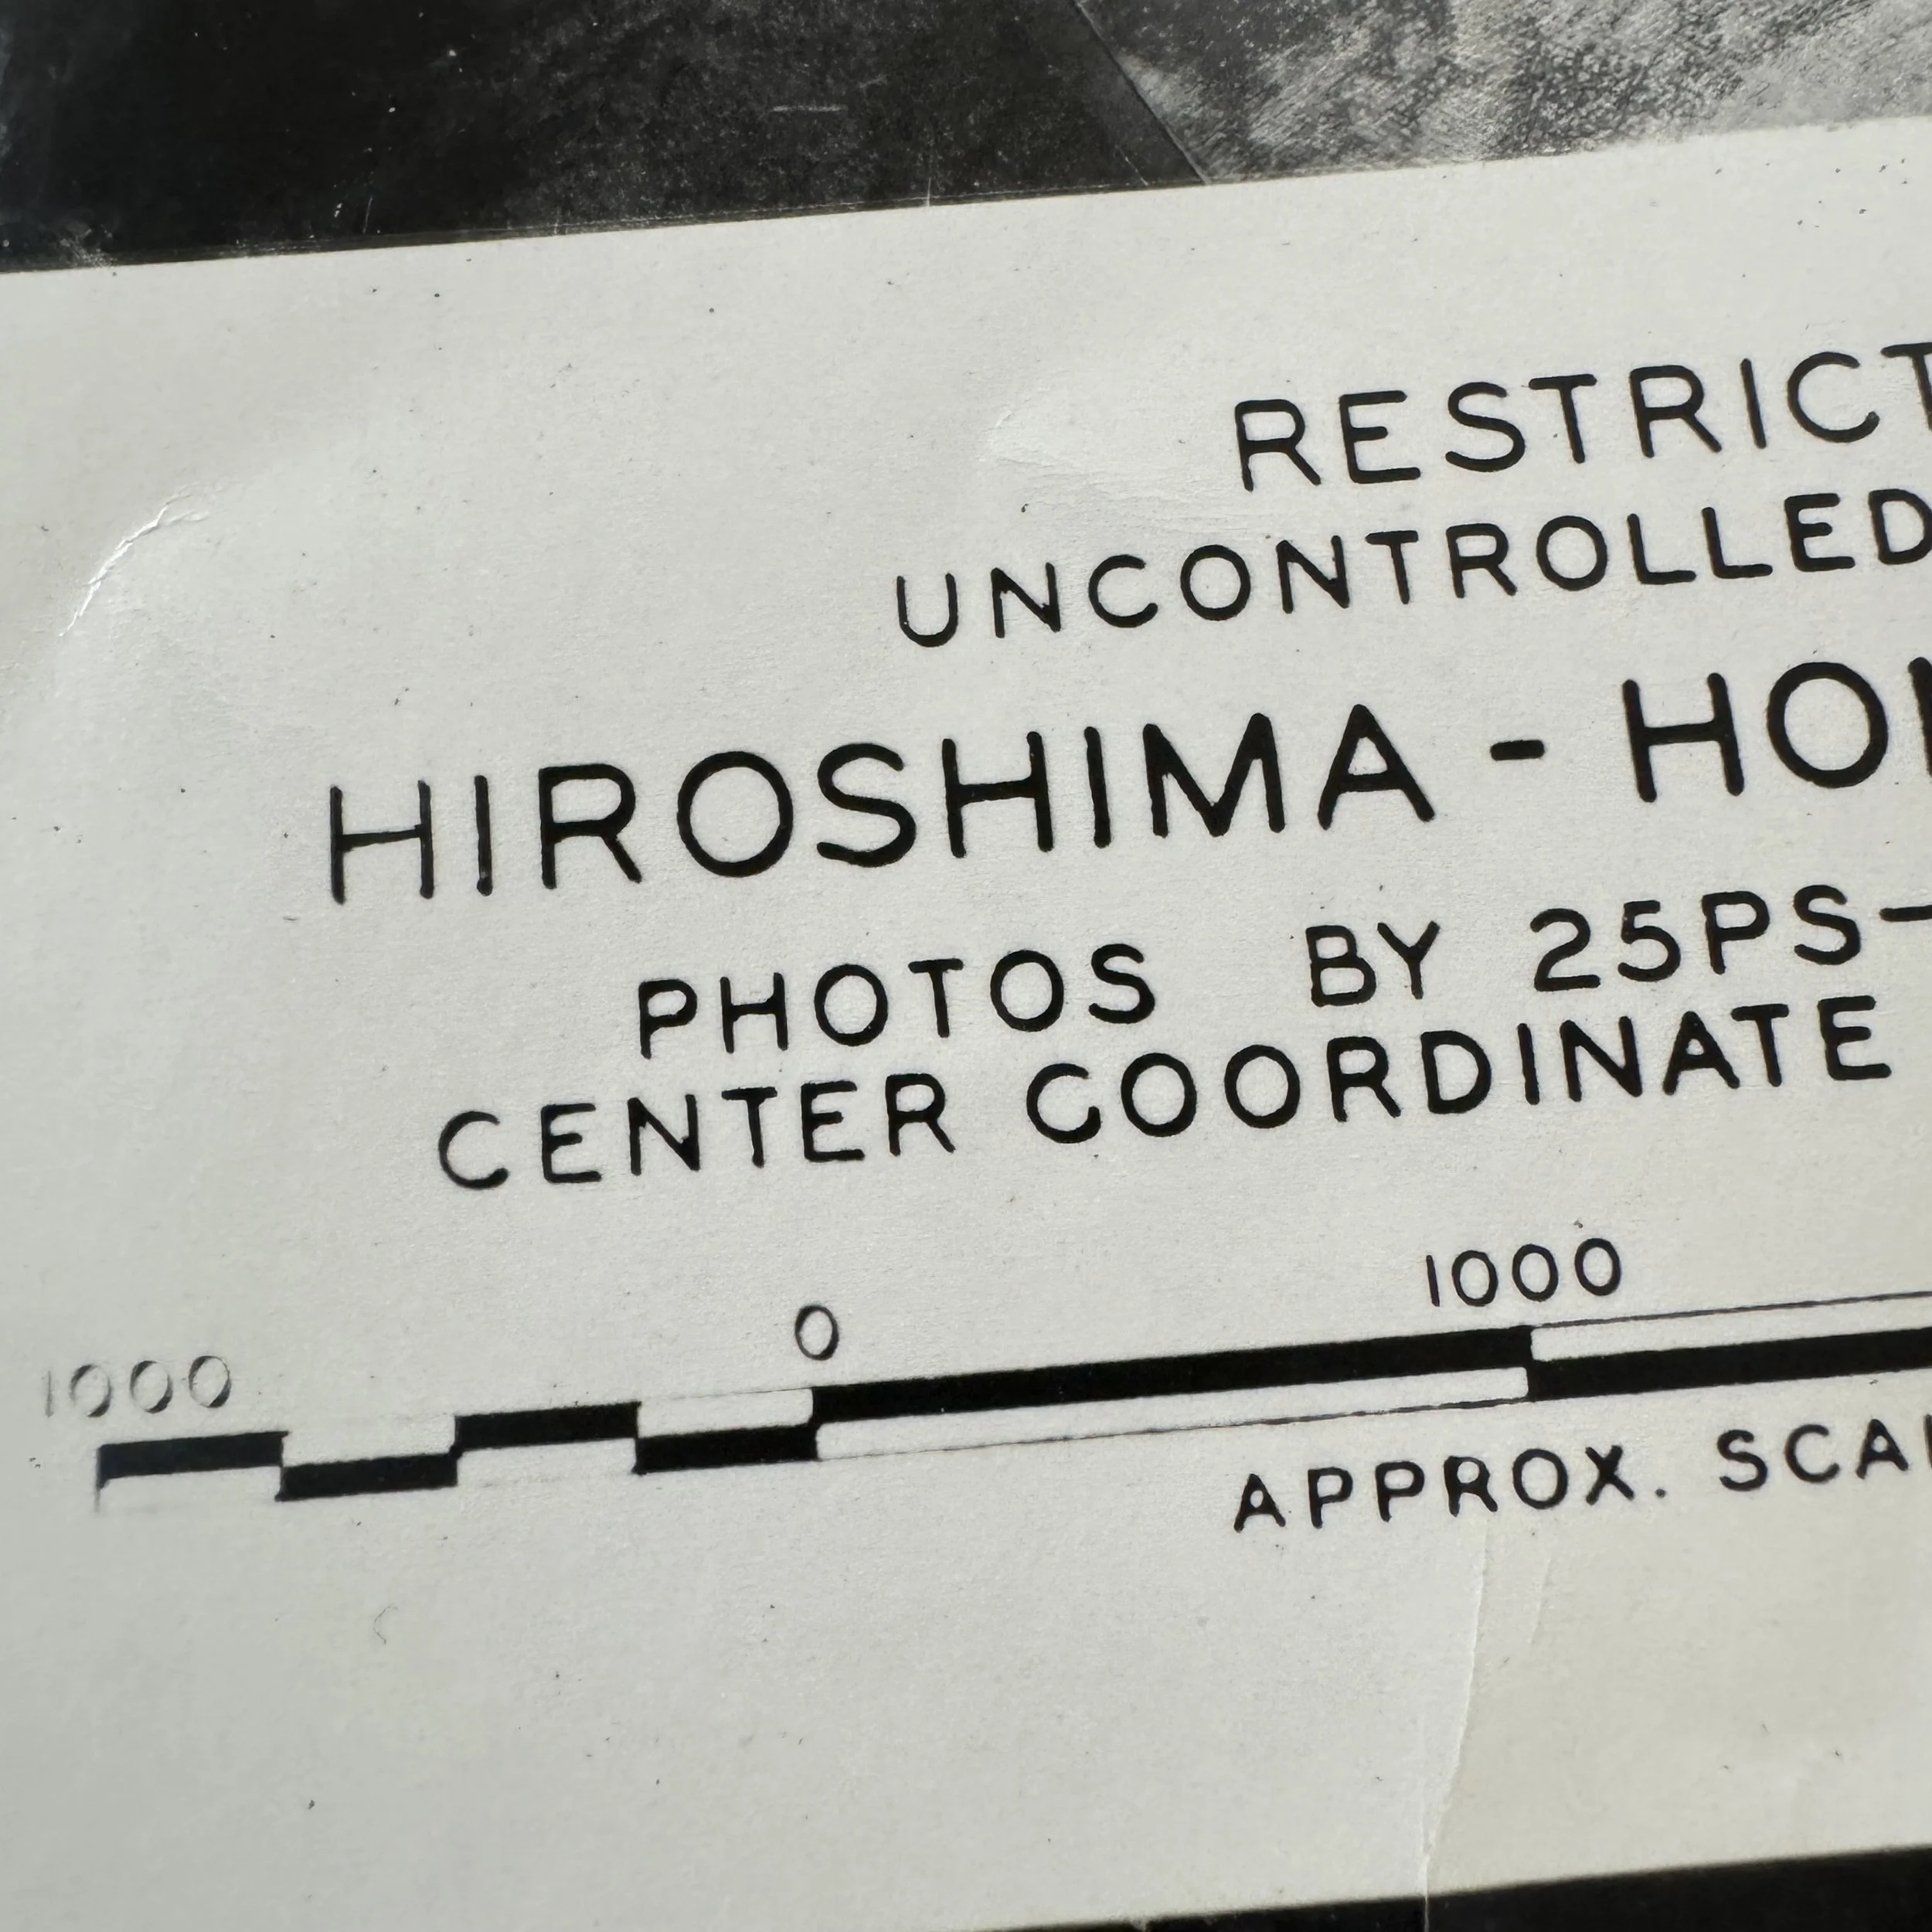 RESTRICT
UNCONTROLLED
HIROSHIMA - HO
PHOTOS BY 25PS-
CENTER COORDINATE
1000 0 1000
APPROX. SCA